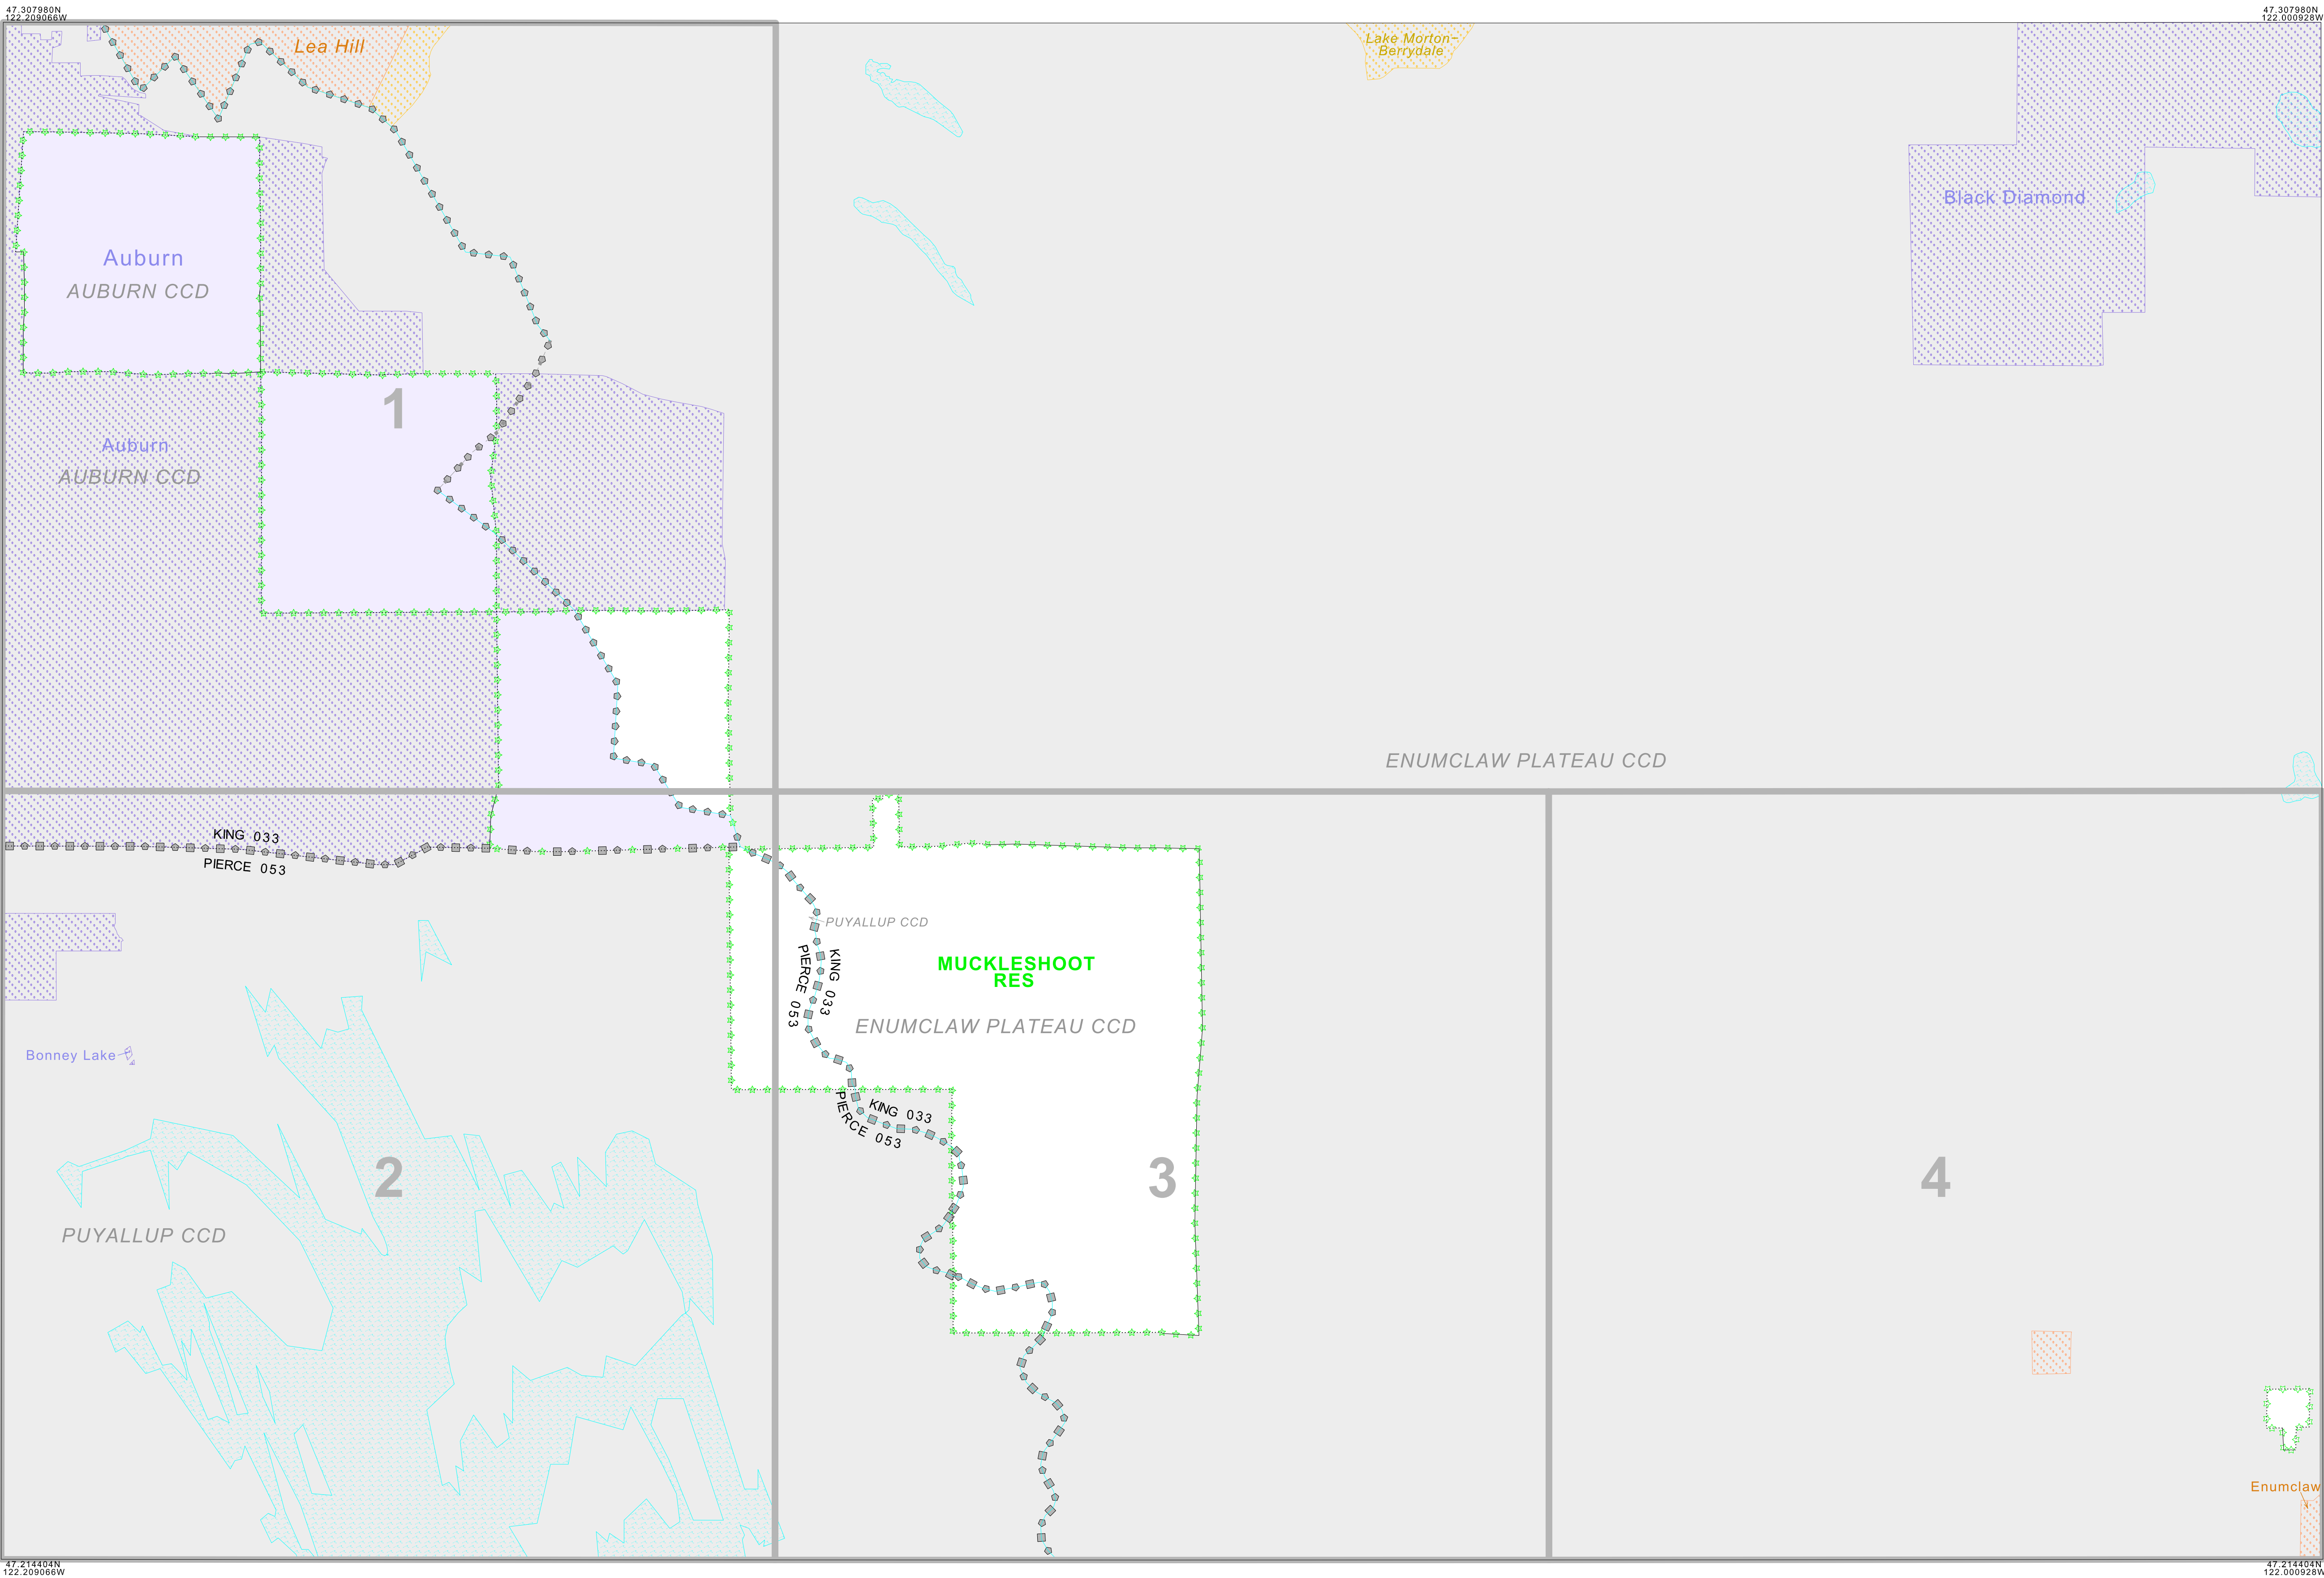 47.307980N
122.209066W
47.307980N
122.000928W
Lea Hill
Lake Morton-
Berrydale
Black Diamond
Auburn
AUBURN CCD
1
Auburn
AUBURN CCD
ENUMCLAW PLATEAU CCD
KING 033
PIERCE 053
PUYALLUP CCD
KING 033
PIERCE 053
MUCKLESHOOT
RES
ENUMCLAW PLATEAU CCD
Bonney Lake
KING 033
PIERCE 053
2
3
4
PUYALLUP CCD
Enumclaw
47.214404N
122.209066W
47.214404N
122.000928W